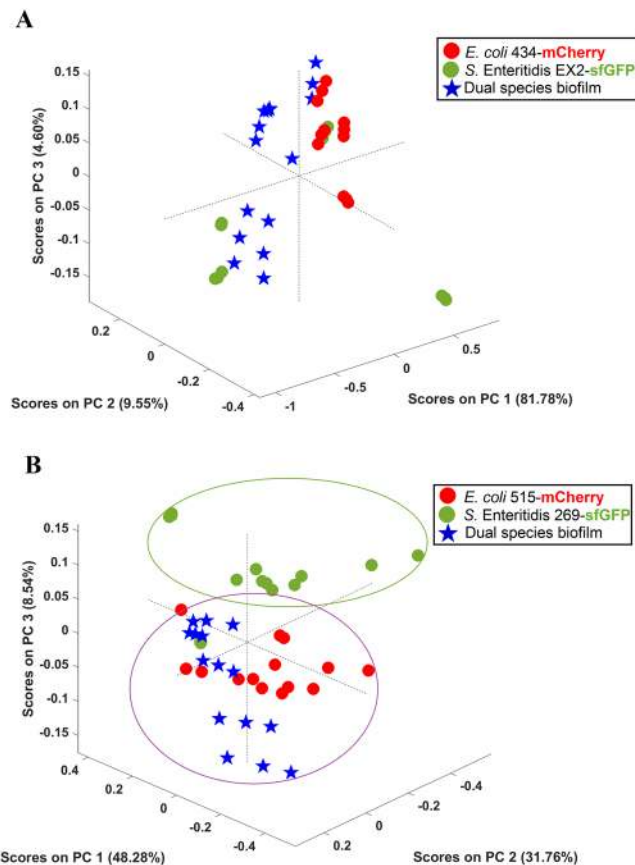 A
E. coli 434-mCherry
S. Enteritidis EX2-sfGFP
Dual species biofilm
0.15
0.1
0.05
0
-0.05
-0.1
-0.15
Scores on PC 3 (4.60%)
0.2
0
-0.2
-0.4
Scores on PC 2 (9.55%)
-1
-0.5
0
0.5
Scores on PC 1 (81.78%)
B
E. coli 515-mCherry
S. Enteritidis 269-sfGFP
Dual species biofilm
0.15
0.1
0.05
0
-0.05
-0.1
-0.15
Scores on PC 3 (8.54%)
0.4
0.2
0
-0.2
-0.4
Scores on PC 1 (48.28%)
0.2
0
-0.2
-0.4
Scores on PC 2 (31.76%)